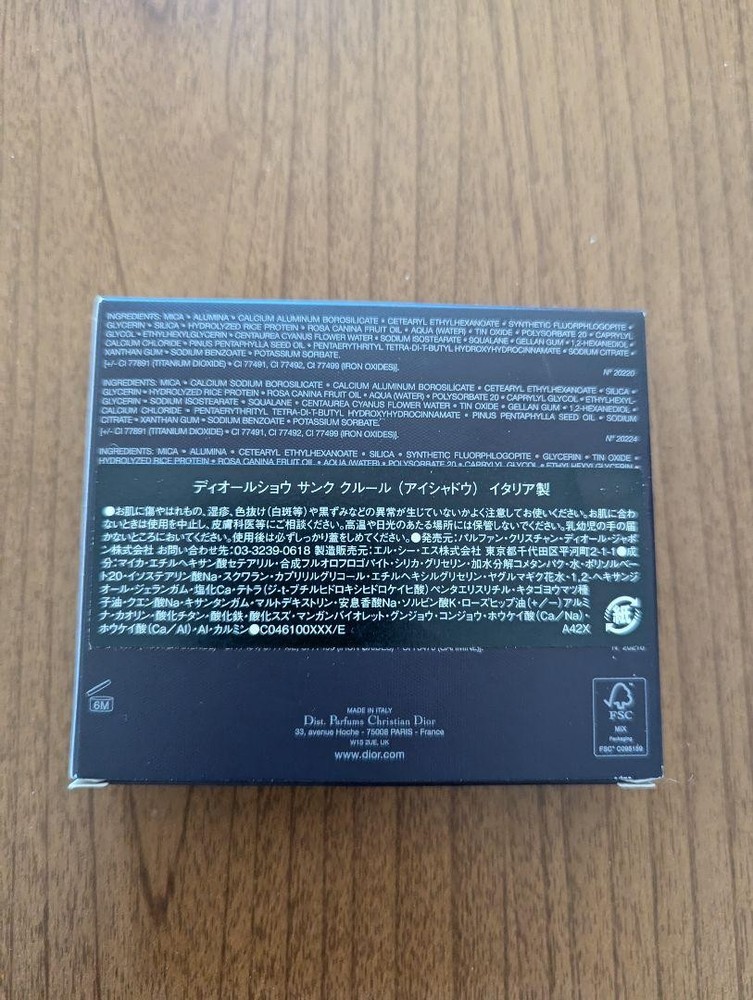 INGREDIENTS: MICA • ALUMINA • CALCIUM ALUMINUM BOROSILICATE • CETEARYL ETHYLHEXANOATE • SYNTHETIC FLUORPHLOGOPITE •
GLYCERIN • SILICA • HYDROLYZED RICE PROTEIN • ROSA CANINA FRUIT OIL • AQUA (WATER) • TIN OXIDE • POLYSORBATE 20 • CAPRYLYL
GLYCOL • ETHYLHEXYLGLYCERIN • CENTAUREA CYANUS FLOWER WATER • SODIUM ISOSTEARATE • SQUALANE • GELLAN GUM • 1,2-HEXANEDIOL •
CALCIUM CHLORIDE • PINUS PENTAPHYLLA SEED OIL • PENTAERYTHRITYL TETRA-DI-T-BUTYL HYDROXYHYDROCINNAMATE • SODIUM CITRATE •
XANTHAN GUM • SODIUM BENZOATE • POTASSIUM SORBATE.
[+/- CI 77891 (TITANIUM DIOXIDE) • CI 77491, CI 77492, CI 77499 (IRON OXIDES)].
N° 20220
INGREDIENTS: MICA • CALCIUM SODIUM BOROSILICATE • CALCIUM ALUMINUM BOROSILICATE • CETEARYL ETHYLHEXANOATE • SILICA •
GLYCERIN • HYDROLYZED RICE PROTEIN • ROSA CANINA FRUIT OIL • AQUA (WATER) • POLYSORBATE 20 • CAPRYLYL GLYCOL • ETHYLHEXYL-
GLYCERIN • SODIUM ISOSTEARATE • SQUALANE • CENTAUREA CYANUS FLOWER WATER • TIN OXIDE • GELLAN GUM • 1,2-HEXANEDIOL •
CALCIUM CHLORIDE • PENTAERYTHRITYL TETRA-DI-T-BUTYL HYDROXYHYDROCINNAMATE • PINUS PENTAPHYLLA SEED OIL • SODIUM
CITRATE • XANTHAN GUM • SODIUM BENZOATE • POTASSIUM SORBATE.
[+/- CI 77891 (TITANIUM DIOXIDE) • CI 77491, CI 77492, CI 77499 (IRON OXIDES)].
N° 20224
INGREDIENTS: MICA • ALUMINA • CETEARYL ETHYLHEXANOATE • SILICA • SYNTHETIC FLUORPHLOGOPITE • GLYCERIN • TIN OXIDE •
HYDROLYZED RICE PROTEIN • ROSA CANINA FRUIT OIL • AQUA (WATER) • POLYSORBATE 20 • CAPRYLYL GLYCOL • ETHYLHEXYLGLYCERIN
ディオールショウ サンク クルール (アイシャドウ) イタリア製
●お肌に傷やはれもの、湿疹、色抜け(白斑等)や黒ずみなどの異常が生じていないかよく注意してお使いください。お肌に合わ
ないときは使用を中止し、皮膚科医等にご相談ください。高温や日光のあたる場所には保管しないでください。乳幼児の手の届
かないところにおいてください。使用後は必ずしっかり蓋をしめてください。●発売元:パルファン・クリスチャン・ディオール・ジャポ
ン株式会社 お問い合わせ先:03-3239-0618 製造販売元:エル・シー・エス株式会社 東京都千代田区平河町2-1-1●成
分:マイカ・エチルヘキサン酸セテアリル・合成フルオロフロゴパイト・シリカ・グリセリン・加水分解コメタンパク・水・ポリソルベー
ト20・イソステアリン酸Na・スクワラン・カプリリルグリコール・エチルヘキシルグリセリン・ヤグルマギク花水・1,2-ヘキサンジ
オール・ジェランガム・塩化Ca・テトラ(ジ-t-ブチルヒドロキシヒドロケイヒ酸)ペンタエリスリチル・キタゴヨウマツ種
子油・クエン酸Na・キサンタンガム・マルトデキストリン・安息香酸Na・ソルビン酸K・ローズヒップ油(+/-)アルミ
ナ・カオリン・酸化チタン・酸化鉄・酸化スズ・マンガンバイオレット・グンジョウ・コンジョウ・ホウケイ酸(Ca/Na)・
ホウケイ酸(Ca/Al)・Al・カルミン●C046100XXX/E
A42X
紙
6M
MADE IN ITALY
Dist. Parfums Christian Dior
33, avenue Hoche - 75008 PARIS - France
W1S 2UE, UK
www.dior.com
FSC
MIX
Packaging
FSC® C098159